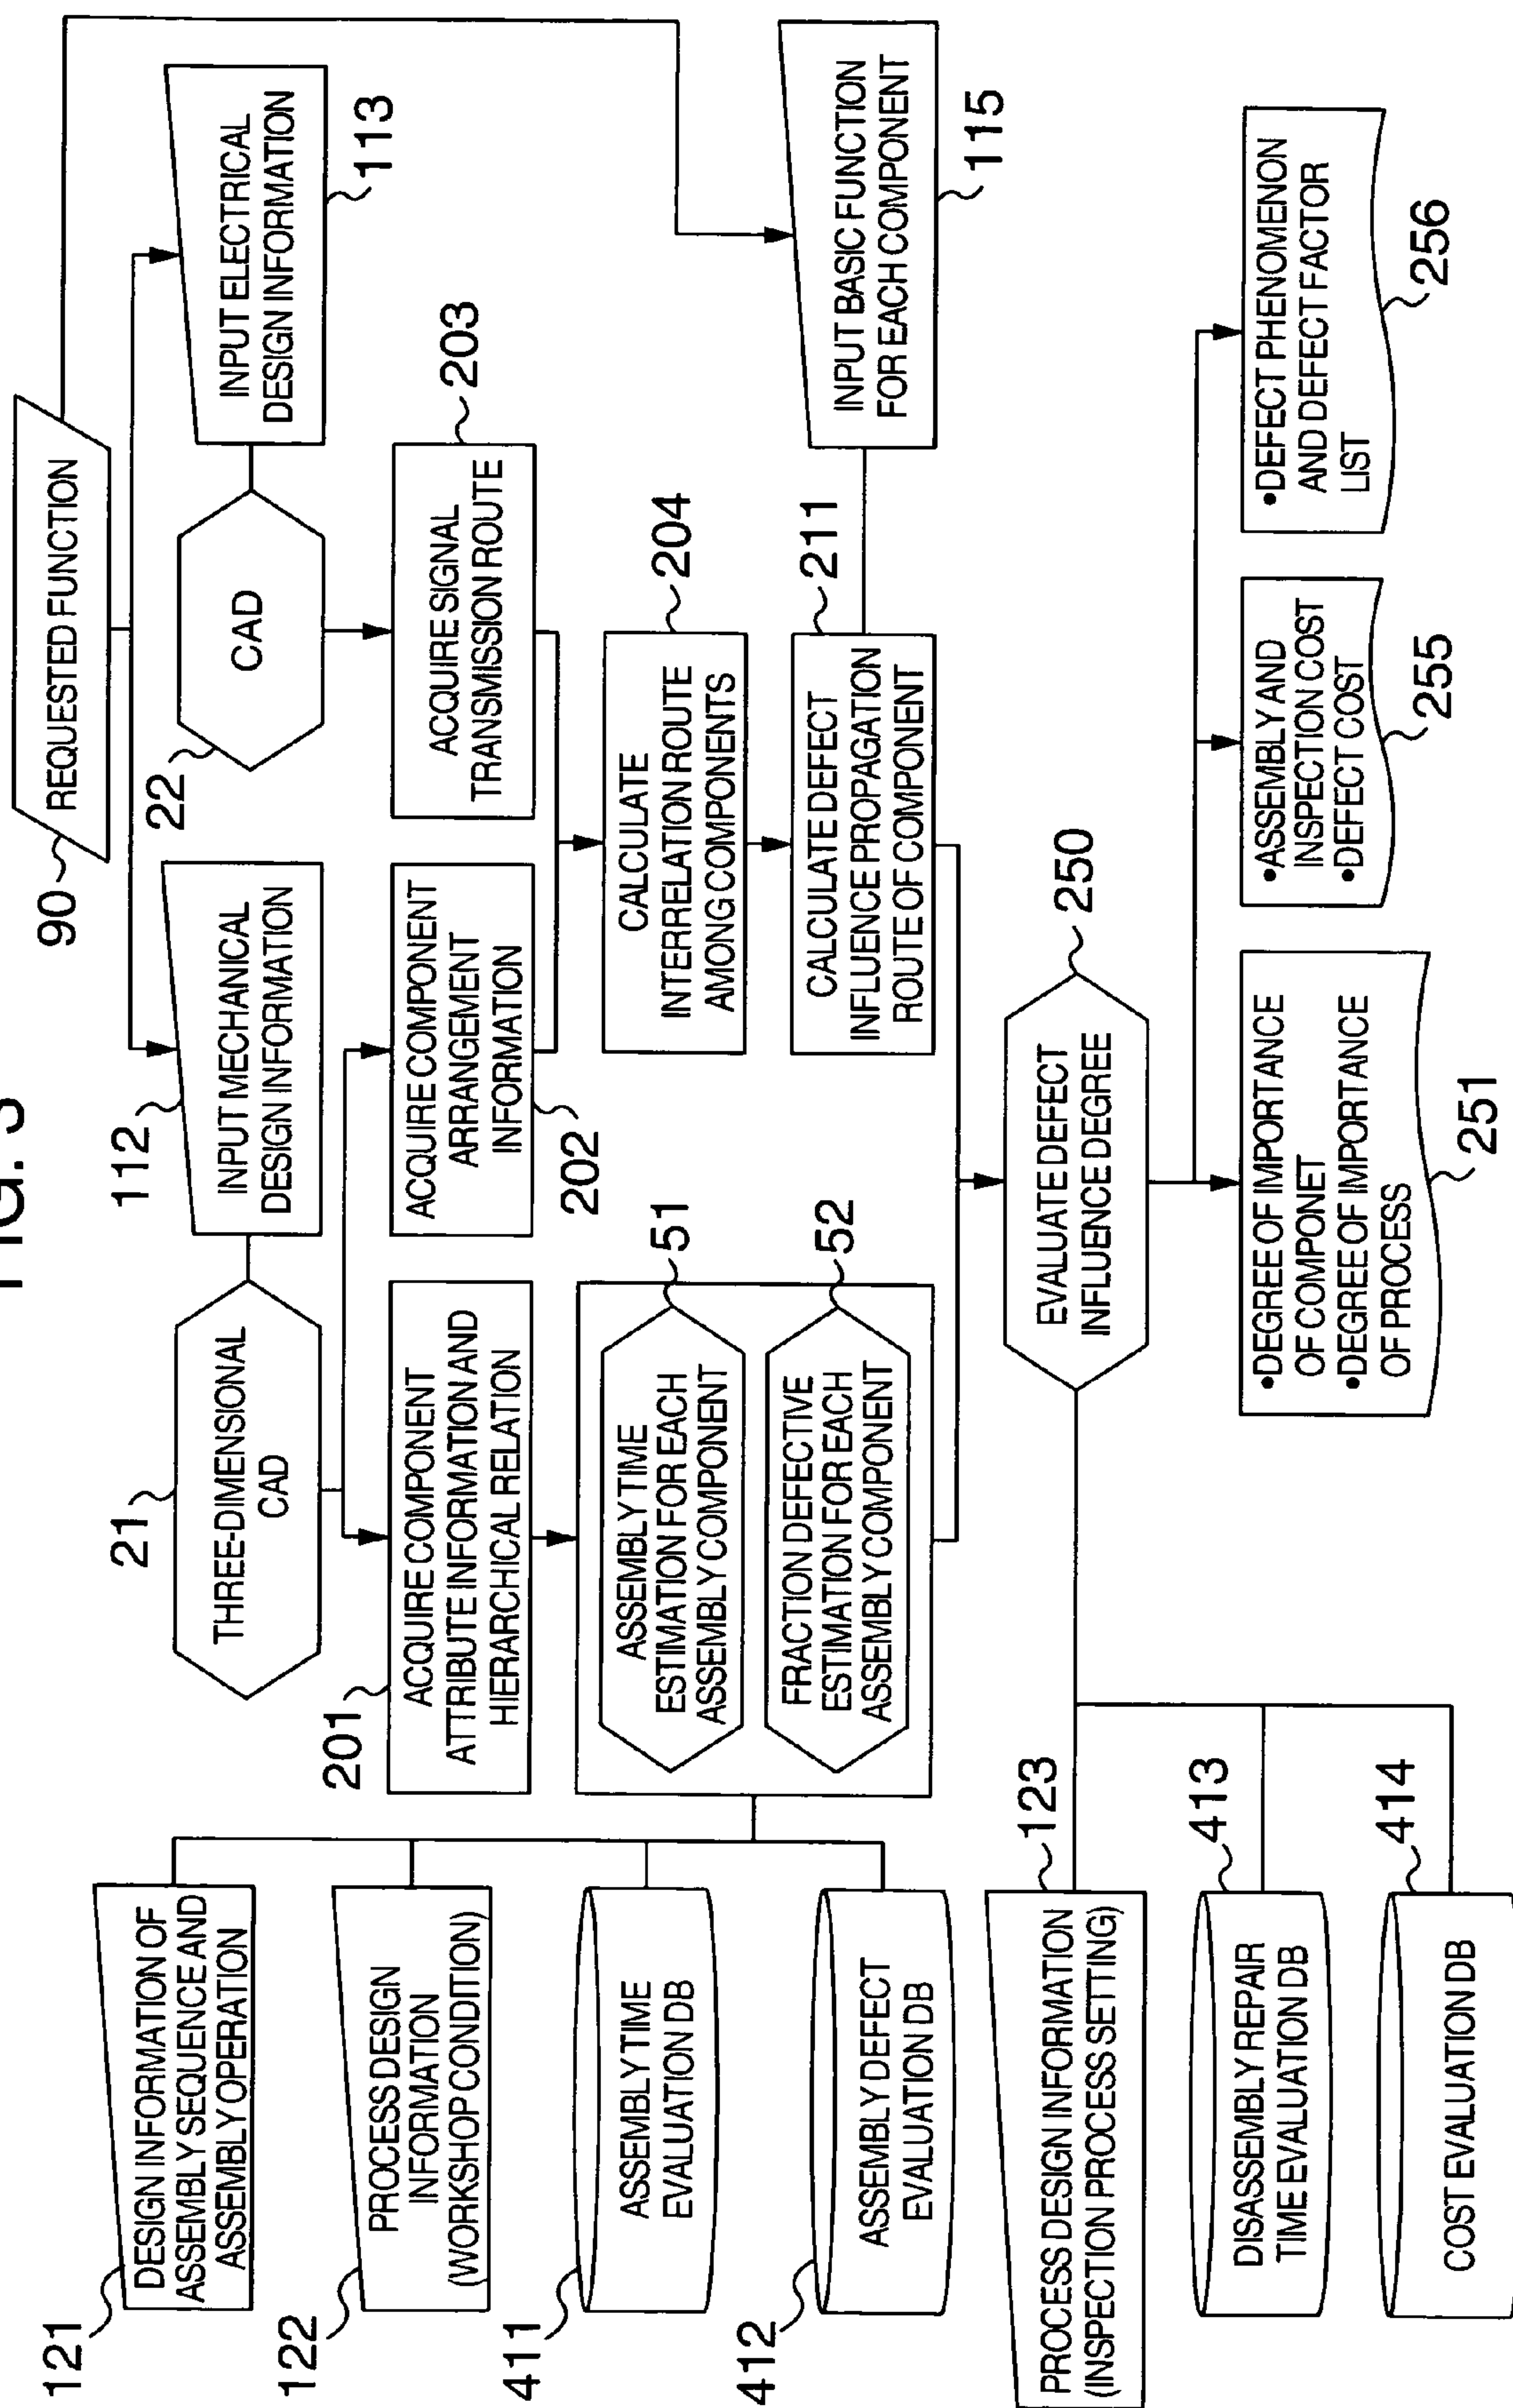 FIG. 3
90
REQUESTED FUNCTION
112
INPUT MECHANICAL
DESIGN INFORMATION
INPUT ELECTRICAL
DESIGN INFORMATION
113
21
THREE-DIMENSIONAL
CAD
22
CAD
201
ACQUIRE COMPONENT
ATTRIBUTE INFORMATION AND
HIERARCHICAL RELATION
ACQUIRE COMPONENT
ARRANGEMENT
INFORMATION
202
ACQUIRE SIGNAL
TRANSMISSION ROUTE
203
CALCULATE
INTERRELATION ROUTE
AMONG COMPONENTS
204
CALCULATE DEFECT
INFLUENCE PROPAGATION
ROUTE OF COMPONENT
211
INPUT BASIC FUNCTION
FOR EACH COMPONENT
115
121
DESIGN INFORMATION OF
ASSEMBLY SEQUENCE AND
ASSEMBLY OPERATION
122
PROCESS DESIGN
INFORMATION
(WORKSHOP CONDITION)
411
ASSEMBLY TIME
EVALUATION DB
412
ASSEMBLY DEFECT
EVALUATION DB
ASSEMBLY TIME
ESTIMATION FOR EACH
ASSEMBLY COMPONENT
51
FRACTION DEFECTIVE
ESTIMATION FOR EACH
ASSEMBLY COMPONENT
52
PROCESS DESIGN INFORMATION
(INSPECTION PROCESS SETTING)
123
DISASSEMBLY REPAIR
TIME EVALUATION DB
413
COST EVALUATION DB
414
EVALUATE DEFECT
INFLUENCE DEGREE
250
•DEGREE OF IMPORTANCE
OF COMPONET
•DEGREE OF IMPORTANCE
OF PROCESS
251
•ASSEMBLY AND
INSPECTION COST
•DEFECT COST
255
•DEFECT PHENOMENON
AND DEFECT FACTOR
LIST
256